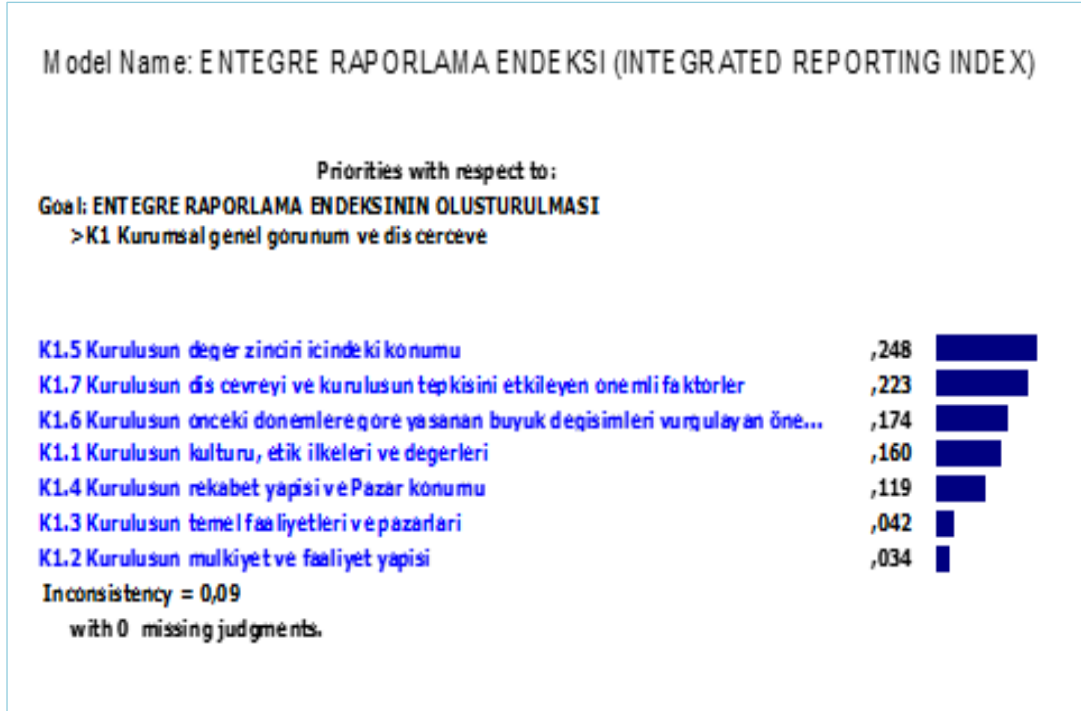 Model Name: ENTEGRE RAPORLAMA ENDEKSI (INTEGRATED REPORTING INDEX)
Priorities with respect to:
Goal: ENTEGRE RAPORLAMA ENDEKSININ OLUSTURULMASI
>K1 Kurumsal genel gorunum ve dis cerceve
K1.5 Kurulusun deger zinciri icindeki konumu ,248
K1.7 Kurulusun dis cevreyi ve kurulusun tepkisini etkileyen onemli faktorler ,223
K1.6 Kurulusun onceki donemlere gore yasanan buyuk degisimleri vurgulayan öne... ,174
K1.1 Kurulusun kulturu, etik ilkeleri ve degerleri ,160
K1.4 Kurulusun rekabet yapisi ve Pazar konumu ,119
K1.3 Kurulusun temel faaliyetleri ve pazarlari ,042
K1.2 Kurulusun mulkiyet ve faaliyet yapisi ,034
Inconsistency = 0,09
with 0 missing judgments.